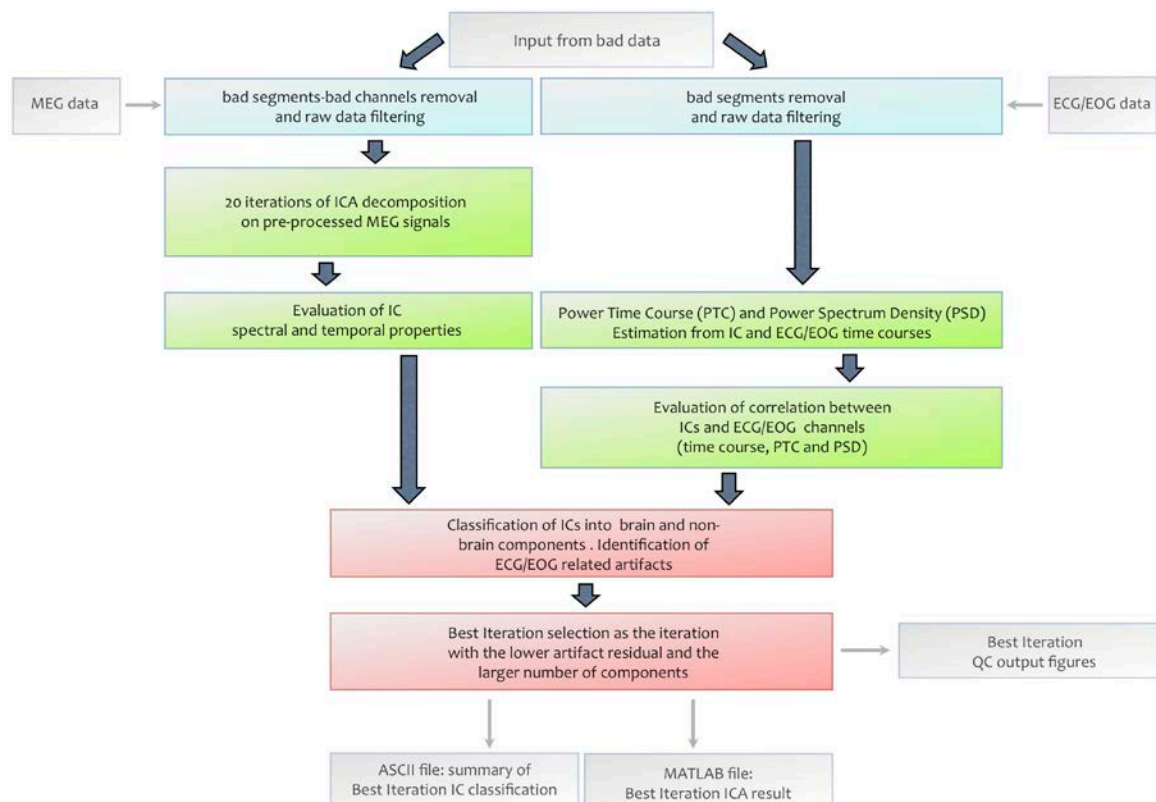 Input from bad data
MEG data
bad segments-bad channels removal
and raw data filtering
bad segments removal
and raw data filtering
ECG/EOG data
20 iterations of ICA decomposition
on pre-processed MEG signals
Evaluation of IC
spectral and temporal properties
Power Time Course (PTC) and Power Spectrum Density (PSD)
Estimation from IC and ECG/EOG time courses
Evaluation of correlation between
ICs and ECG/EOG channels
(time course, PTC and PSD)
Classification of ICs into brain and non-
brain components . Identification of
ECG/EOG related artifacts
Best Iteration selection as the iteration
with the lower artifact residual and the
larger number of components
Best Iteration
QC output figures
ASCII file: summary of
Best Iteration IC classification
MATLAB file:
Best Iteration ICA result